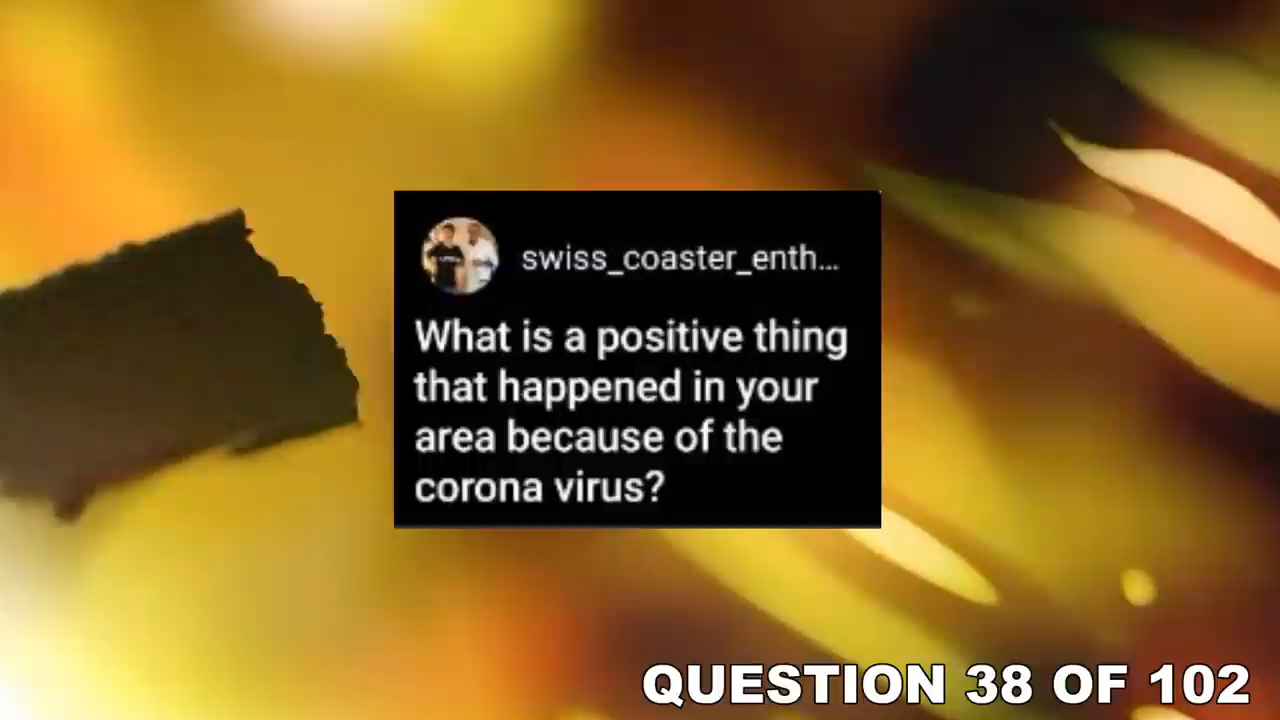 swiss_coaster_enth...
What is a positive thing
that happened in your
area because of the
corona virus?
QUESTION 38 OF 102